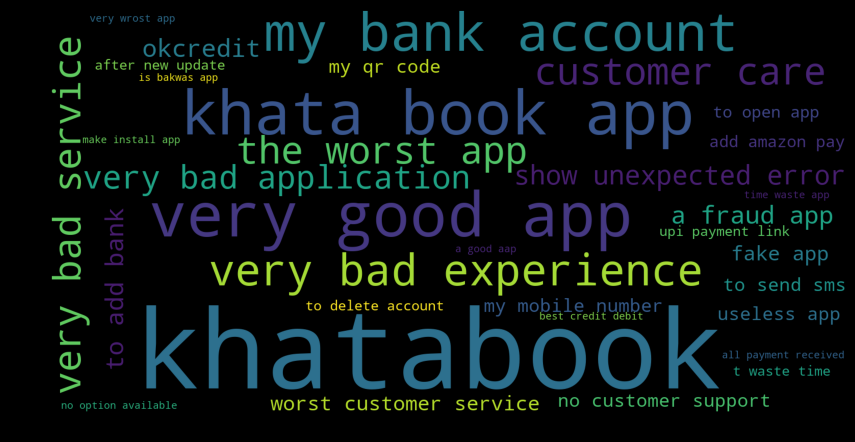 very wrost app
okcredit
my bank account
after new update
my qr code
customer care
is bakwas app
khata book app
to open app
make install app
the worst app
add amazon pay
very bad service
very bad application
show unexpected error
time waste app
very good app
a fraud app
to add bank
upi payment link
a good aap
fake app
very bad experience
to send sms
to delete account
my mobile number
best credit debit
useless app
khatabook
all payment received
t waste time
no option available
worst customer service
no customer support